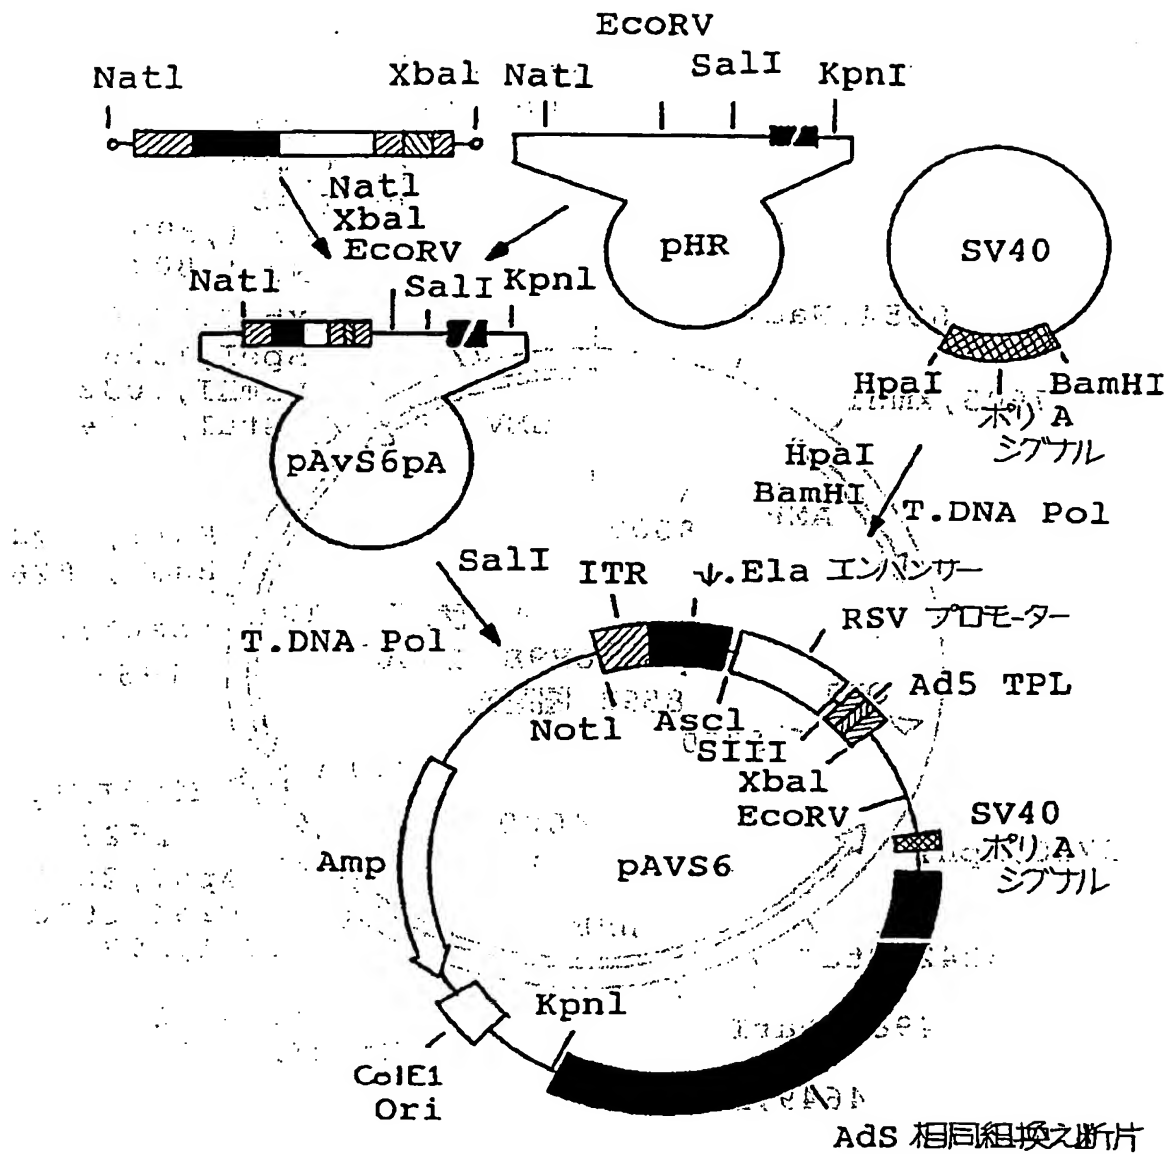 EcoRV
Natl
Xbal
Natl
SalI
KpnI
Natl
Xbal
EcoRV
pHR
SV40
Natl
SalI
Kpnl
HpaI
BamHI
ポリ A
シグナル
pAvS6pA
HpaI
BamHI
T.DNA Pol
SalI
T.DNA Pol
ITR
ψ.Ela エンハンサー
RSV プロモーター
Ad5 TPL
Notl
Ascl
SIII
Xbal
EcoRV
SV40
ポリ A
シグナル
Amp
pAVS6
Kpnl
ColE1
Ori
AdS 相同組換え断片